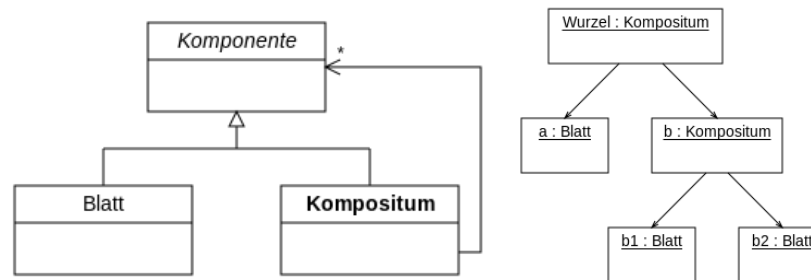 Komponente
*
Blatt
Kompositum
Wurzel : Kompositum
a : Blatt
b : Kompositum
b1 : Blatt
b2 : Blatt